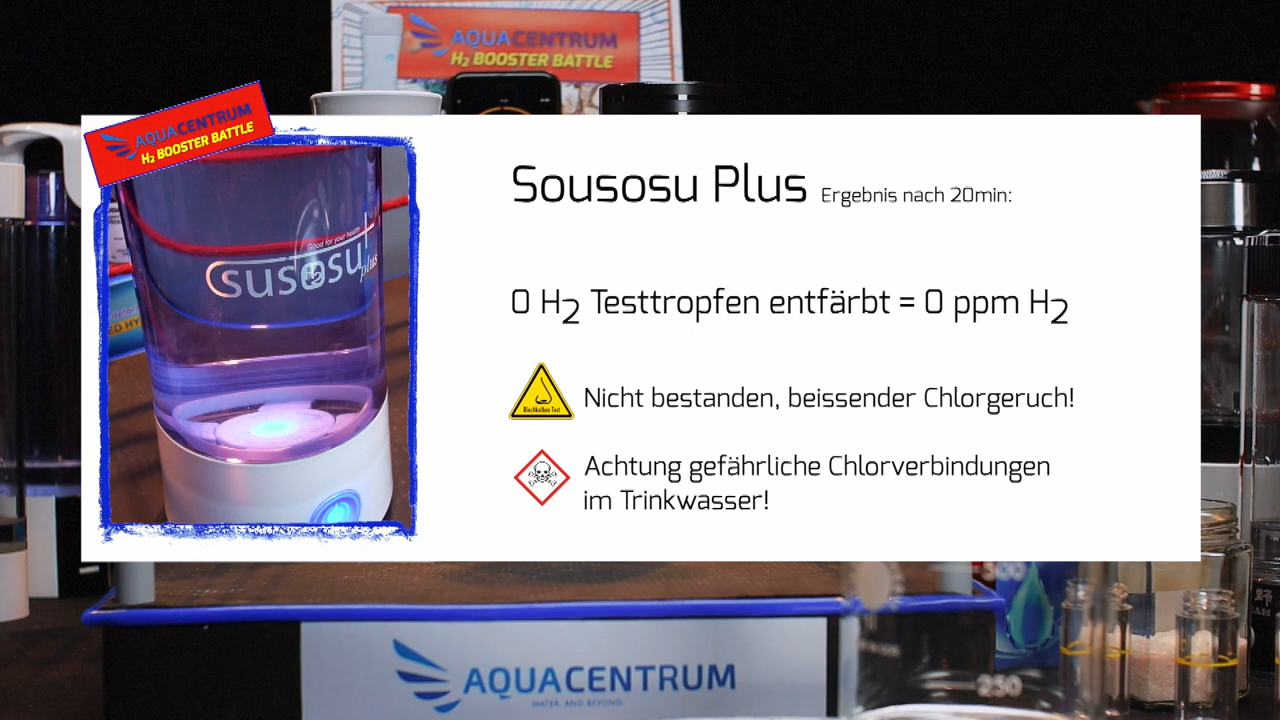 AQUACENTRUM
H₂ BOOSTER BATTLE
AQUACENTRUM
H₂ BOOSTER BATTLE
Sousosu Plus Ergebnis nach 20min:
Good for your health
susosu plus
H2
0 H₂ Testtropfen entfärbt = 0 ppm H₂
Riechkolben Test
Nicht bestanden, beissender Chlorgeruch!
Achtung gefährliche Chlorverbindungen
im Trinkwasser!
AQUACENTRUM
WATER. AND BEYOND.
500
250